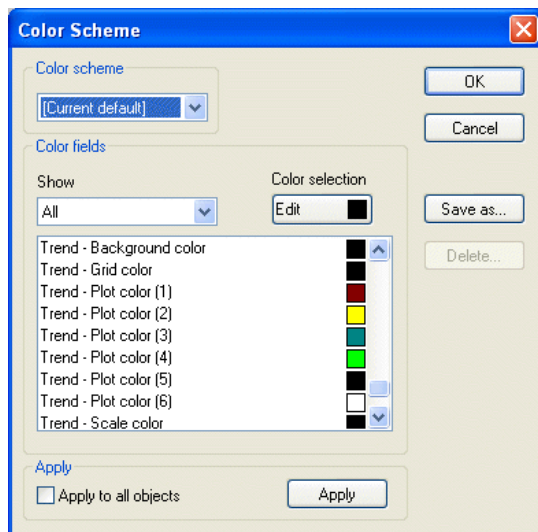 Color Scheme
Color scheme
[Current default]
OK
Cancel
Color fields
Show
Color selection
All
Edit
Save as...
Delete...
Trend - Background color
Trend - Grid color
Trend - Plot color (1)
Trend - Plot color (2)
Trend - Plot color (3)
Trend - Plot color (4)
Trend - Plot color (5)
Trend - Plot color (6)
Trend - Scale color
Apply
Apply to all objects
Apply